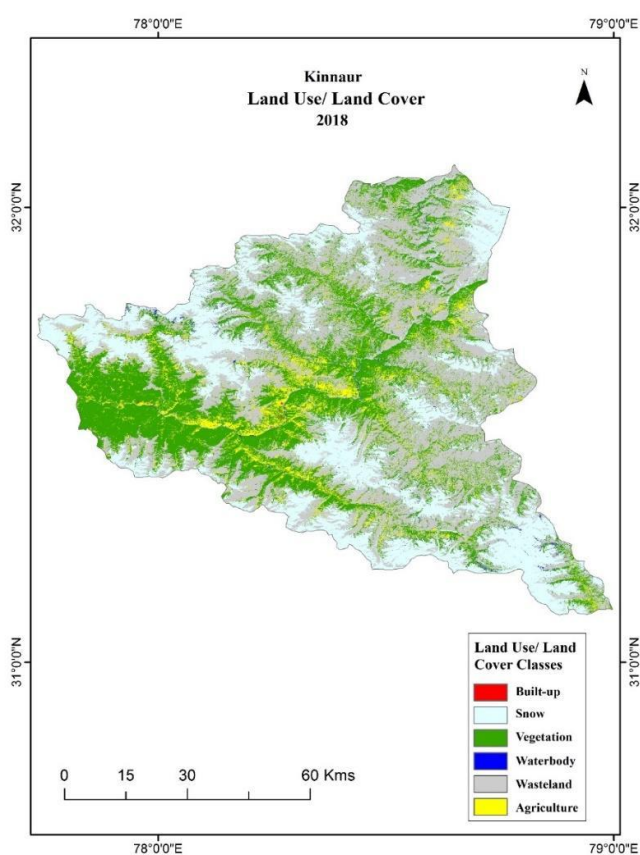 78°0'0"E
79°0'0"E
Kinnaur
Land Use/ Land Cover
2018
N
32°0'0"N
32°0'0"N
31°0'0"N
31°0'0"N
Land Use/ Land
Cover Classes
Built-up
Snow
Vegetation
Waterbody
Wasteland
Agriculture
0 15 30 60 Kms
78°0'0"E
79°0'0"E